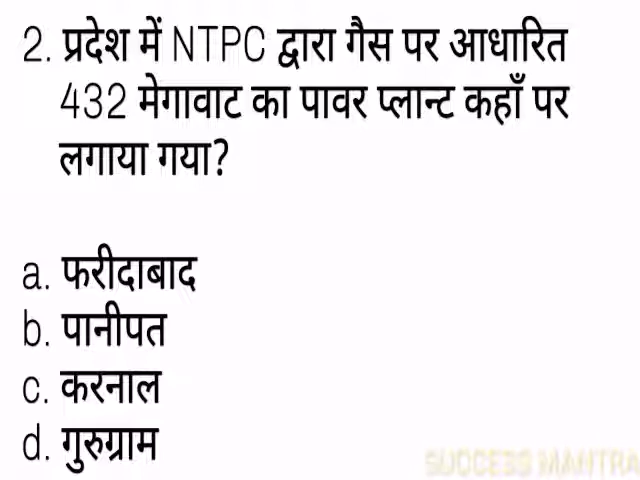 2. प्रदेश में NTPC द्वारा गैस पर आधारित
432 मेगावाट का पावर प्लान्ट कहाँ पर
लगाया गया?
a. फरीदाबाद
b. पानीपत
c. करनाल
d. गुरुग्राम
SUCCESS MANTRA